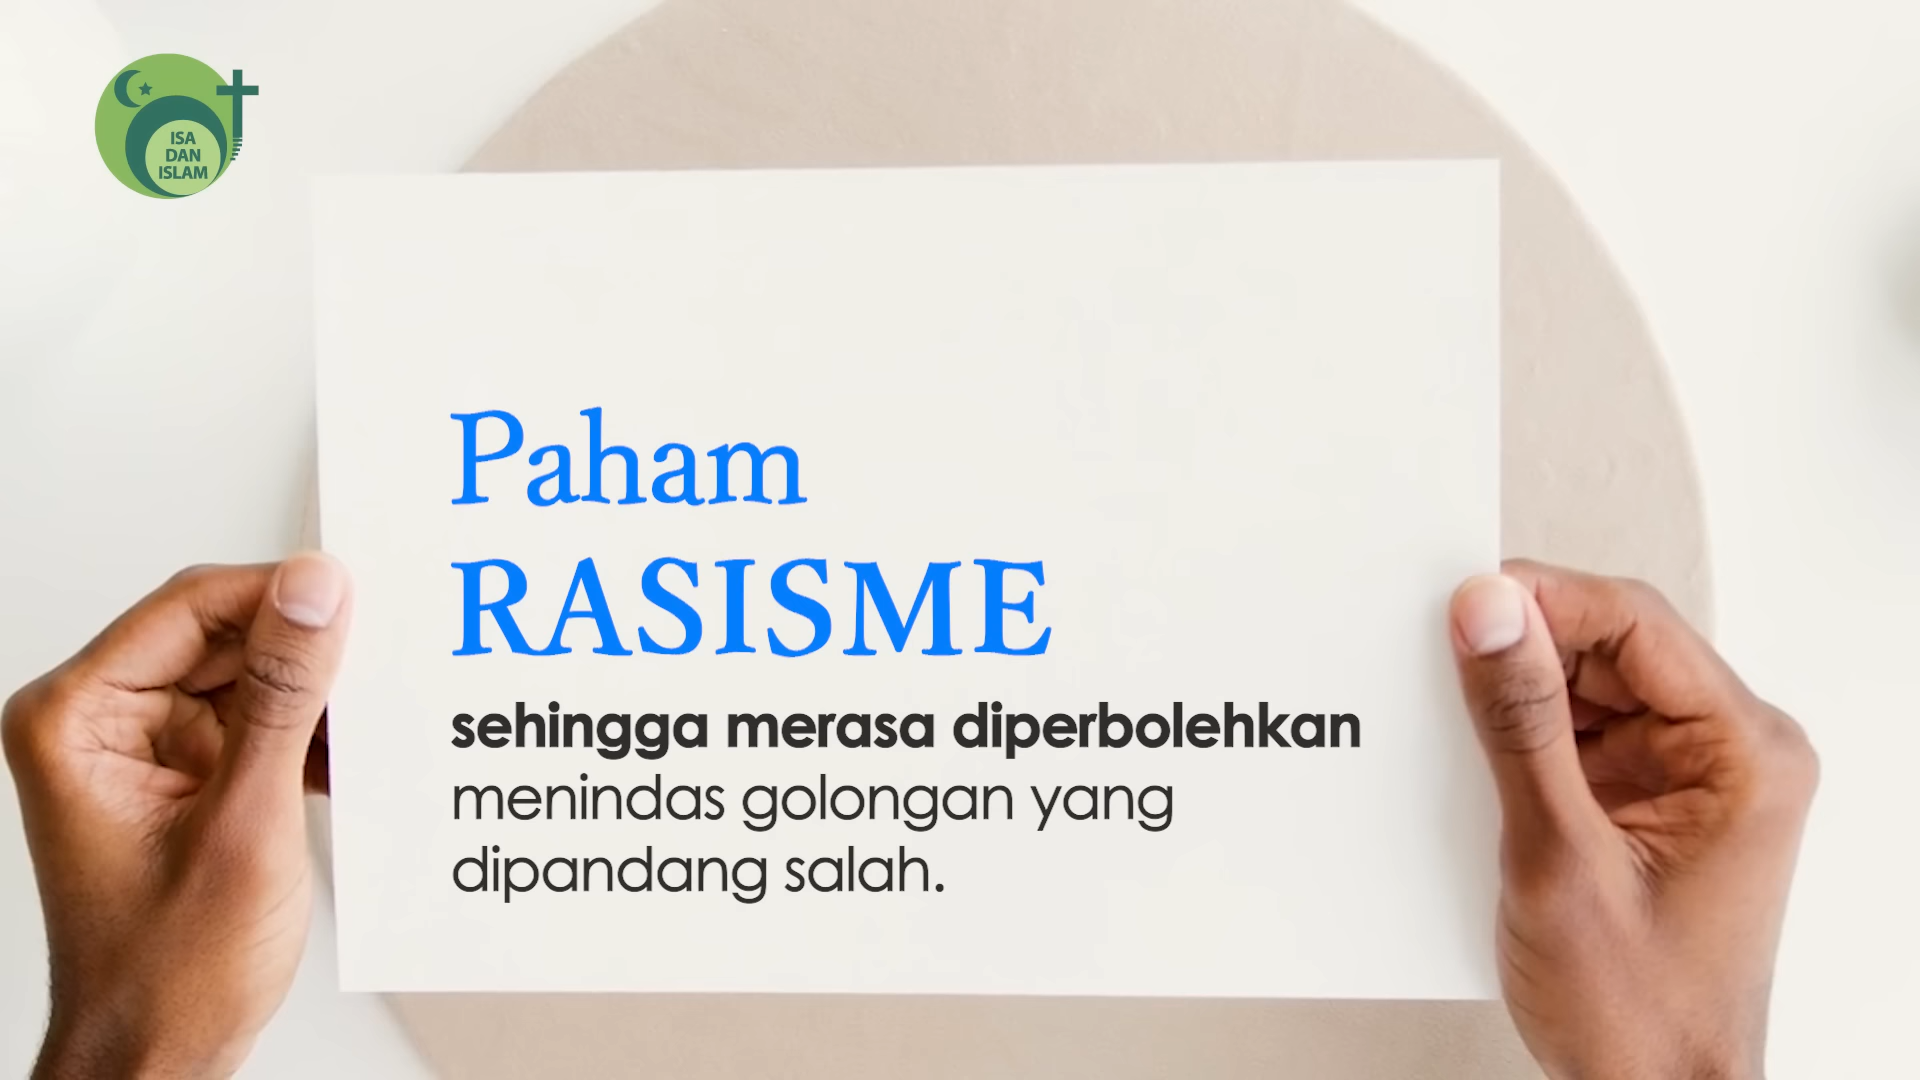 ISA
DAN
ISLAM
Paham
RASISME
sehingga merasa diperbolehkan
menindas golongan yang
dipandang salah.